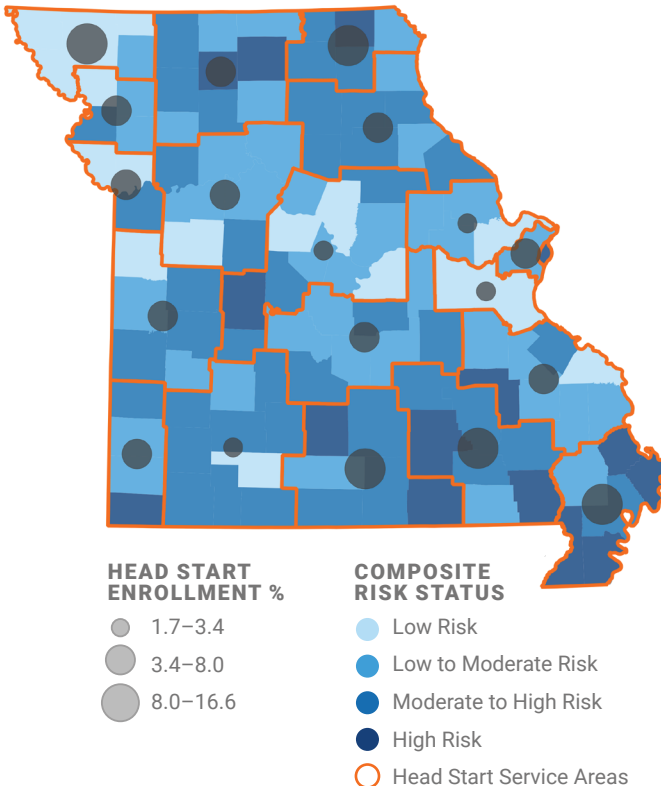 HEAD START
ENROLLMENT %
1.7–3.4
3.4–8.0
8.0–16.6
COMPOSITE
RISK STATUS
Low Risk
Low to Moderate Risk
Moderate to High Risk
High Risk
Head Start Service Areas